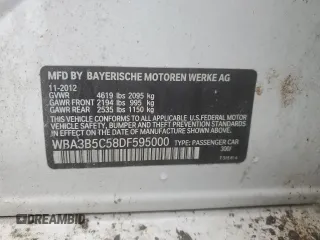 MFD BY BAYERISCHE MOTOREN WERKE AG
11-2012
GVWR 4619 lbs 2095 kg
GAWR FRONT 2194 lbs 995 kg
GAWR REAR 2535 lbs 1150 kg
THIS VEHICLE CONFORMS TO ALL
APPLICABLE U.S. FEDERAL MOTOR
VEHICLE SAFETY, BUMPER, AND
THEFT PREVENTION STANDARDS IN
EFFECT ON THE DATE OF
MANUFACTURE SHOWN ABOVE.
WBA3B5C58DF595000 TYPE: PASSENGER CAR